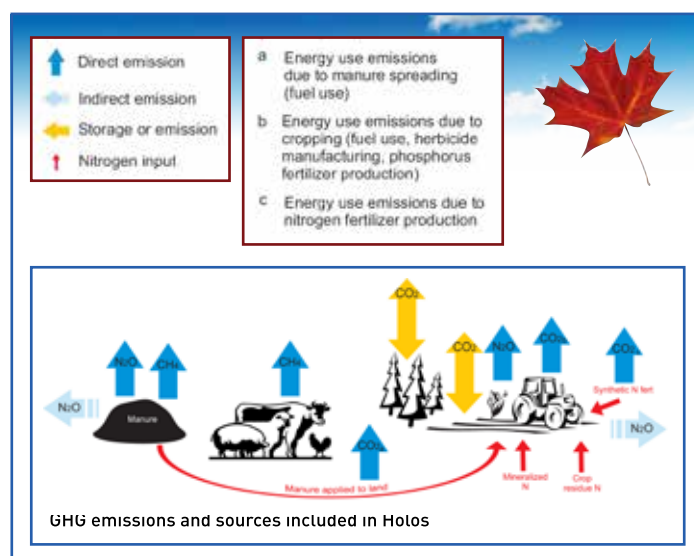 Direct emission
Indirect emission
Storage or emission
Nitrogen input
a Energy use emissions
due to manure spreading
(fuel use)
b Energy use emissions due to
cropping (fuel use, herbicide
manufacturing, phosphorus
fertilizer production)
c Energy use emissions due to
nitrogen fertilizer production
CO2
CO2
N2O
CO2
CO2
N2O
CH4
CH4
Synthetic N fert
N2O
Manure
CO2
N2O
Manure applied to land
Mineralized
N
Crop
residue N
GHG emissions and sources included in Holos